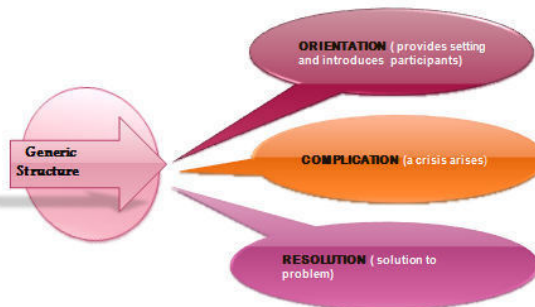 Generic
Structure
ORIENTATION ( provides setting
and introduces participants)
COMPLICATION (a crisis arises)
RESOLUTION ( solution to
problem)